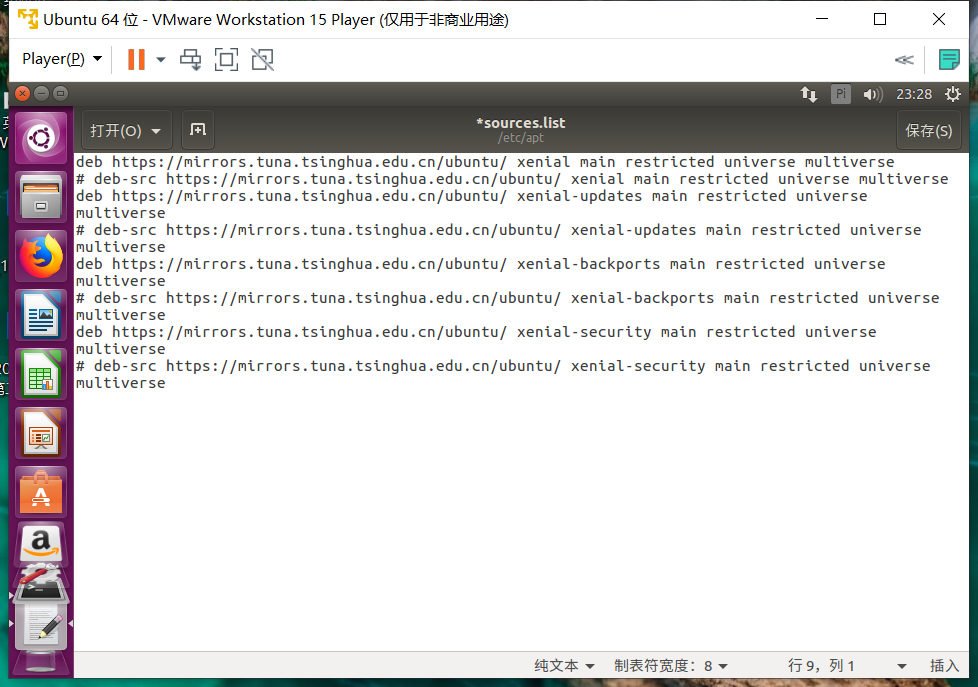 Ubuntu 64 位 - VMware Workstation 15 Player (仅用于非商业用途)
Player(P)
Pi 23:28
打开(O) *sources.list 保存(S)
/etc/apt
deb https://mirrors.tuna.tsinghua.edu.cn/ubuntu/ xenial main restricted universe multiverse
# deb-src https://mirrors.tuna.tsinghua.edu.cn/ubuntu/ xenial main restricted universe multiverse
deb https://mirrors.tuna.tsinghua.edu.cn/ubuntu/ xenial-updates main restricted universe
multiverse
# deb-src https://mirrors.tuna.tsinghua.edu.cn/ubuntu/ xenial-updates main restricted universe
multiverse
deb https://mirrors.tuna.tsinghua.edu.cn/ubuntu/ xenial-backports main restricted universe
multiverse
# deb-src https://mirrors.tuna.tsinghua.edu.cn/ubuntu/ xenial-backports main restricted universe
multiverse
deb https://mirrors.tuna.tsinghua.edu.cn/ubuntu/ xenial-security main restricted universe
multiverse
# deb-src https://mirrors.tuna.tsinghua.edu.cn/ubuntu/ xenial-security main restricted universe
multiverse
纯文本 制表符宽度：8 行 9，列 1 插入